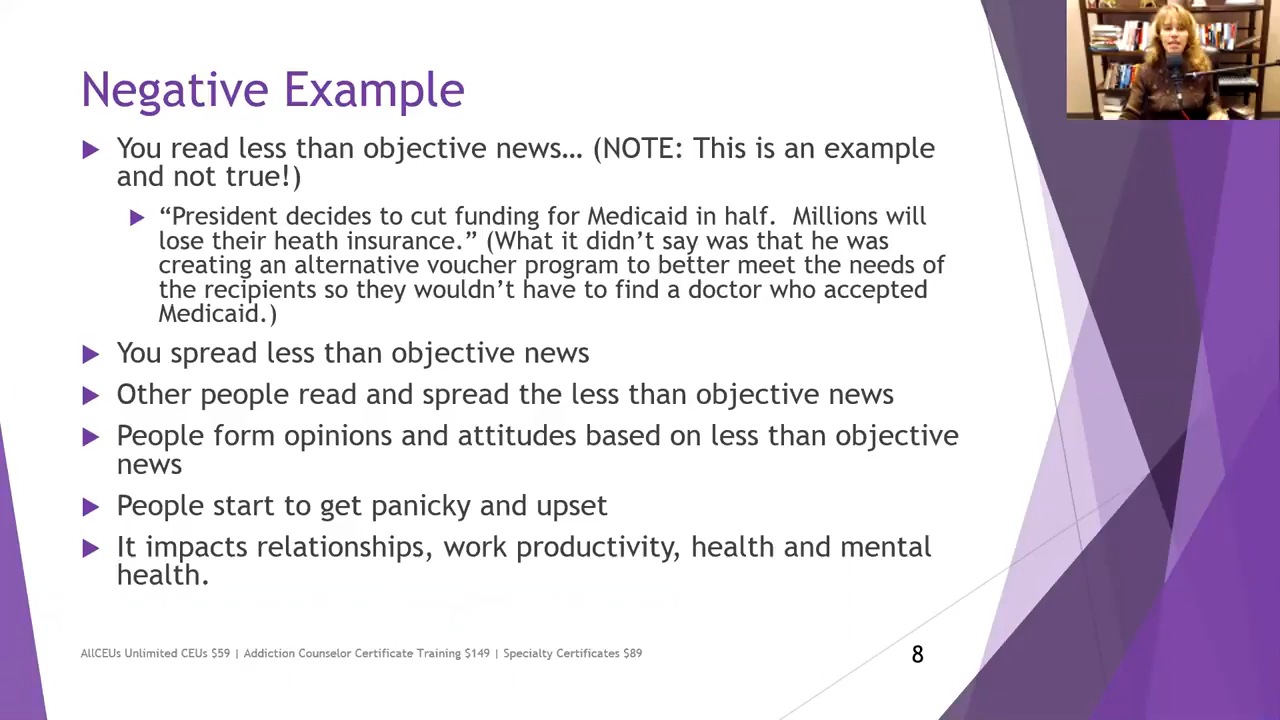 Negative Example
You read less than objective news… (NOTE: This is an example
and not true!)
“President decides to cut funding for Medicaid in half.  Millions will
lose their heath insurance.” (What it didn’t say was that he was
creating an alternative voucher program to better meet the needs of
the recipients so they wouldn’t have to find a doctor who accepted
Medicaid.)
You spread less than objective news
Other people read and spread the less than objective news
People form opinions and attitudes based on less than objective
news
People start to get panicky and upset
It impacts relationships, work productivity, health and mental
health.
AllCEUs Unlimited CEUs $59 | Addiction Counselor Certificate Training $149 | Specialty Certificates $89
8